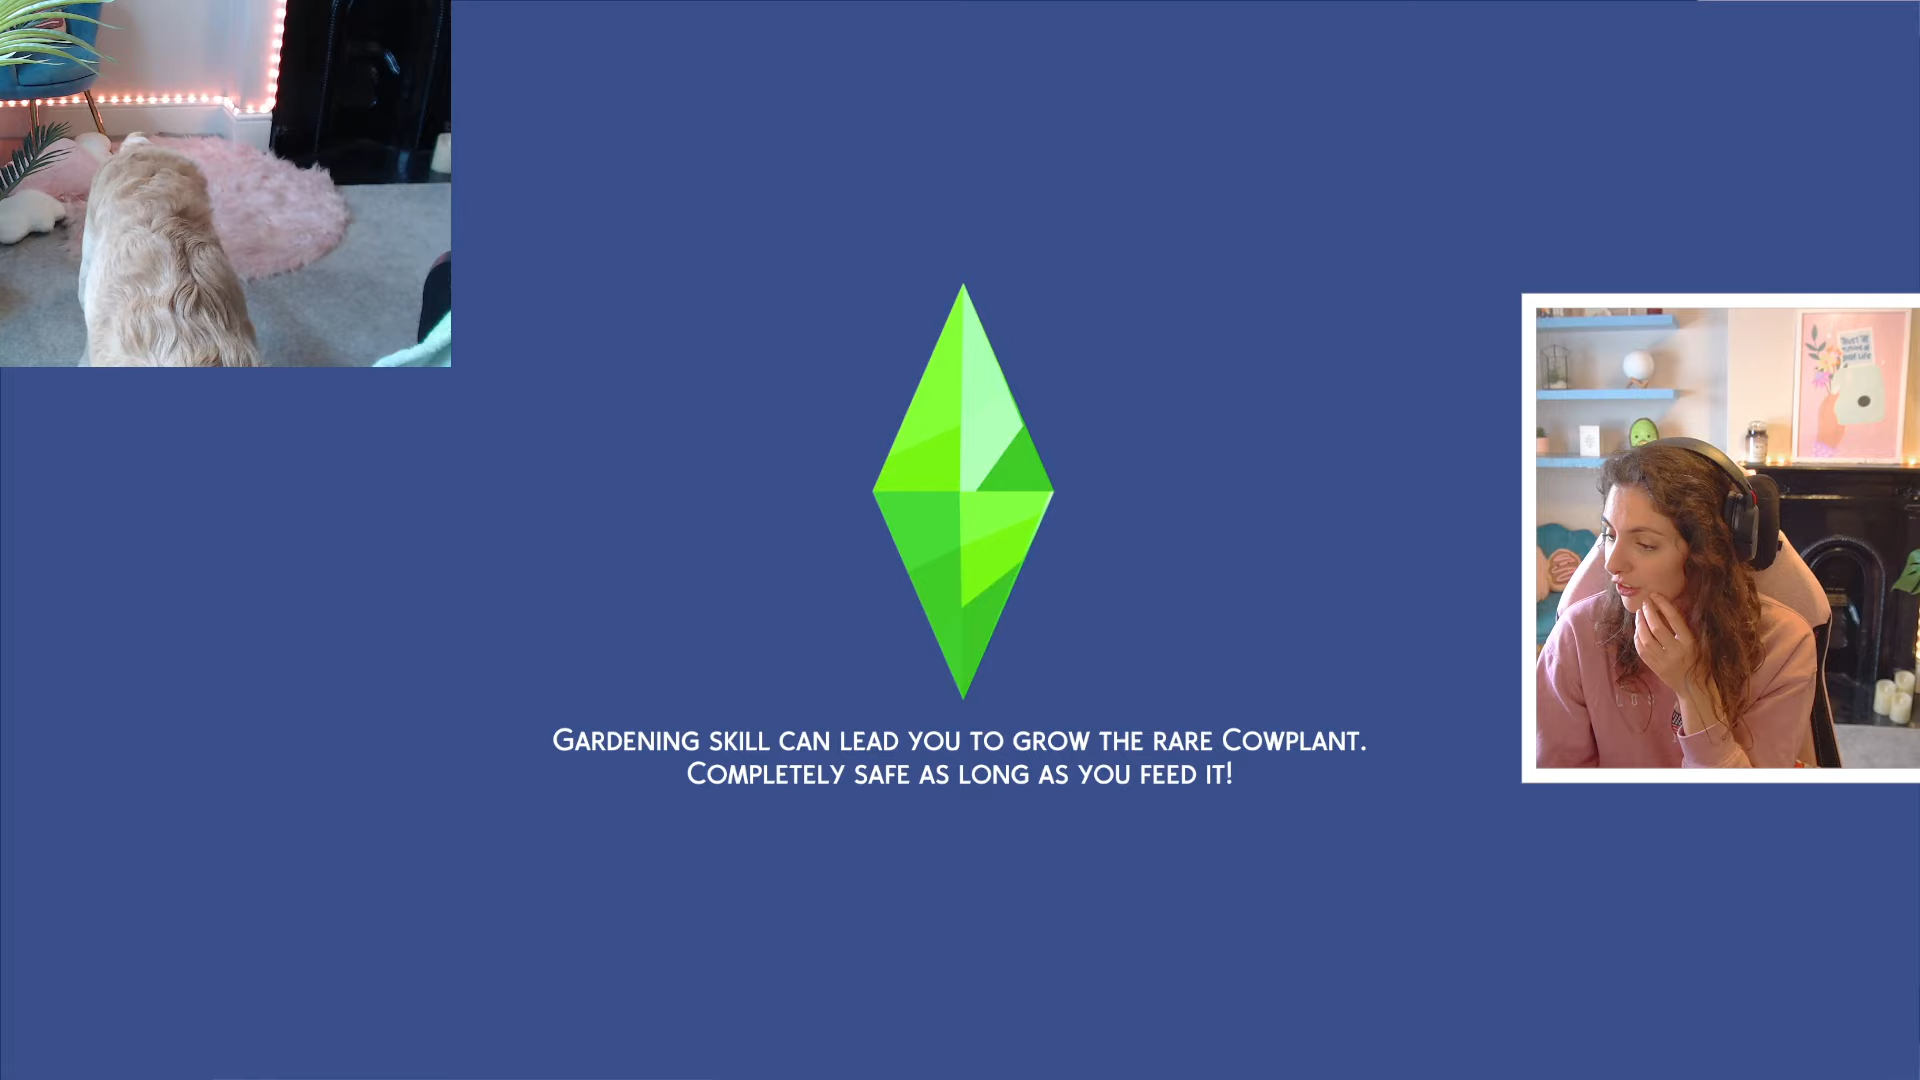 Gardening skill can lead you to grow the rare Cowplant.
Completely safe as long as you feed it!